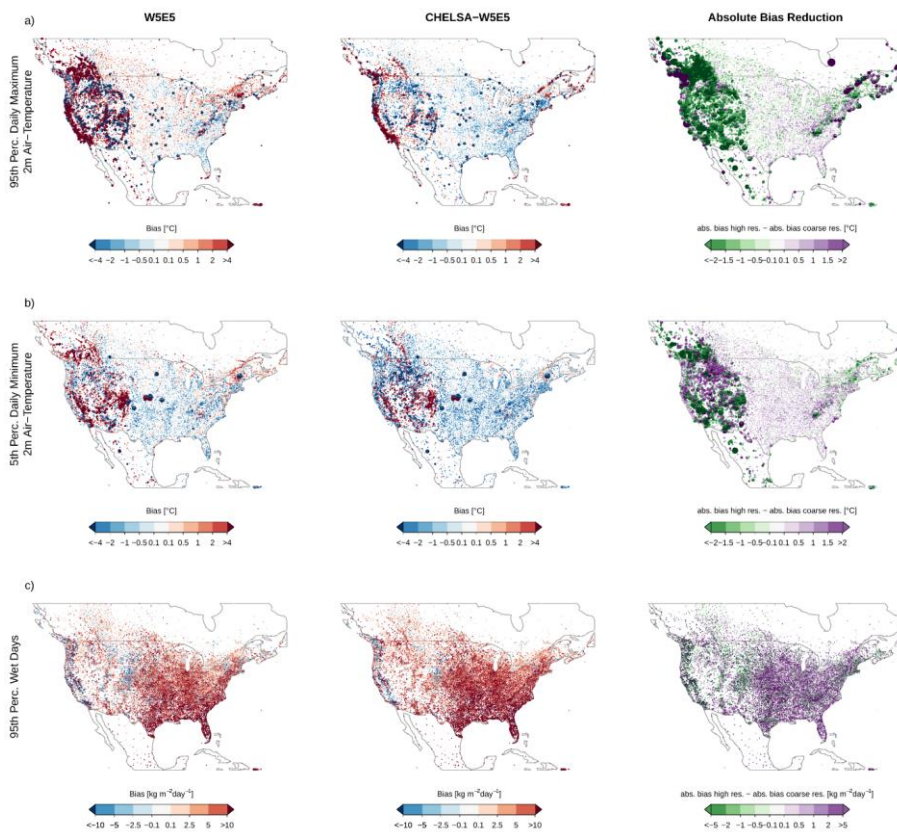 W5E5
CHELSA−W5E5
Absolute Bias Reduction
a)
95th Perc. Daily Maximum
2m Air−Temperature
Bias [°C]
<−4 −2 −1 −0.5 0.1 0.5 1 2 >4
Bias [°C]
<−4 −2 −1 −0.5 0.1 0.5 1 2 >4
abs. bias high res. − abs. bias coarse res. [°C]
<−2−1.5 −1 −0.5−0.1 0.1 0.5 1 1.5 >2
b)
5th Perc. Daily Minimum
2m Air−Temperature
Bias [°C]
<−4 −2 −1 −0.5 0.1 0.5 1 2 >4
Bias [°C]
<−4 −2 −1 −0.5 0.1 0.5 1 2 >4
abs. bias high res. − abs. bias coarse res. [°C]
<−2−1.5 −1 −0.5−0.1 0.1 0.5 1 1.5 >2
c)
95th Perc. Wet Days
Bias [kg m⁻²day⁻¹]
<−10 −5 −2.5 −0.1 0.1 2.5 5 >10
Bias [kg m⁻²day⁻¹]
<−10 −5 −2.5 −0.1 0.1 2.5 5 >10
abs. bias high res. − abs. bias coarse res. [kg m⁻²day⁻¹]
<−5 −2 −1 −0.5−0.1 0.1 0.5 1 2 >5